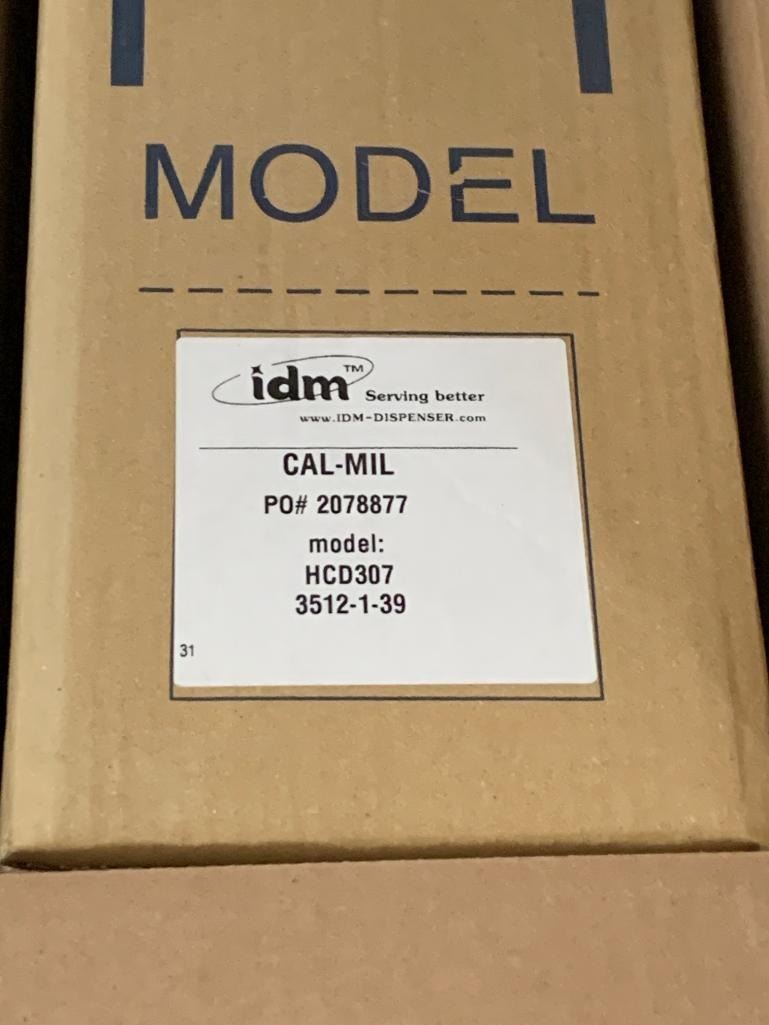 MODEL
idm™ Serving better
www.IDM-DISPENSER.com
CAL-MIL
PO# 2078877
model:
HCD307
3512-1-39
31